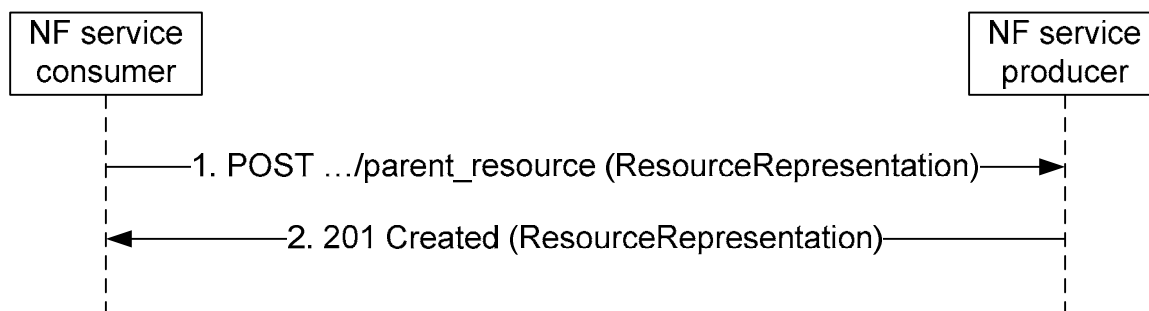 NF service
consumer
NF service
producer
1. POST …/parent_resource (ResourceRepresentation)
2. 201 Created (ResourceRepresentation)